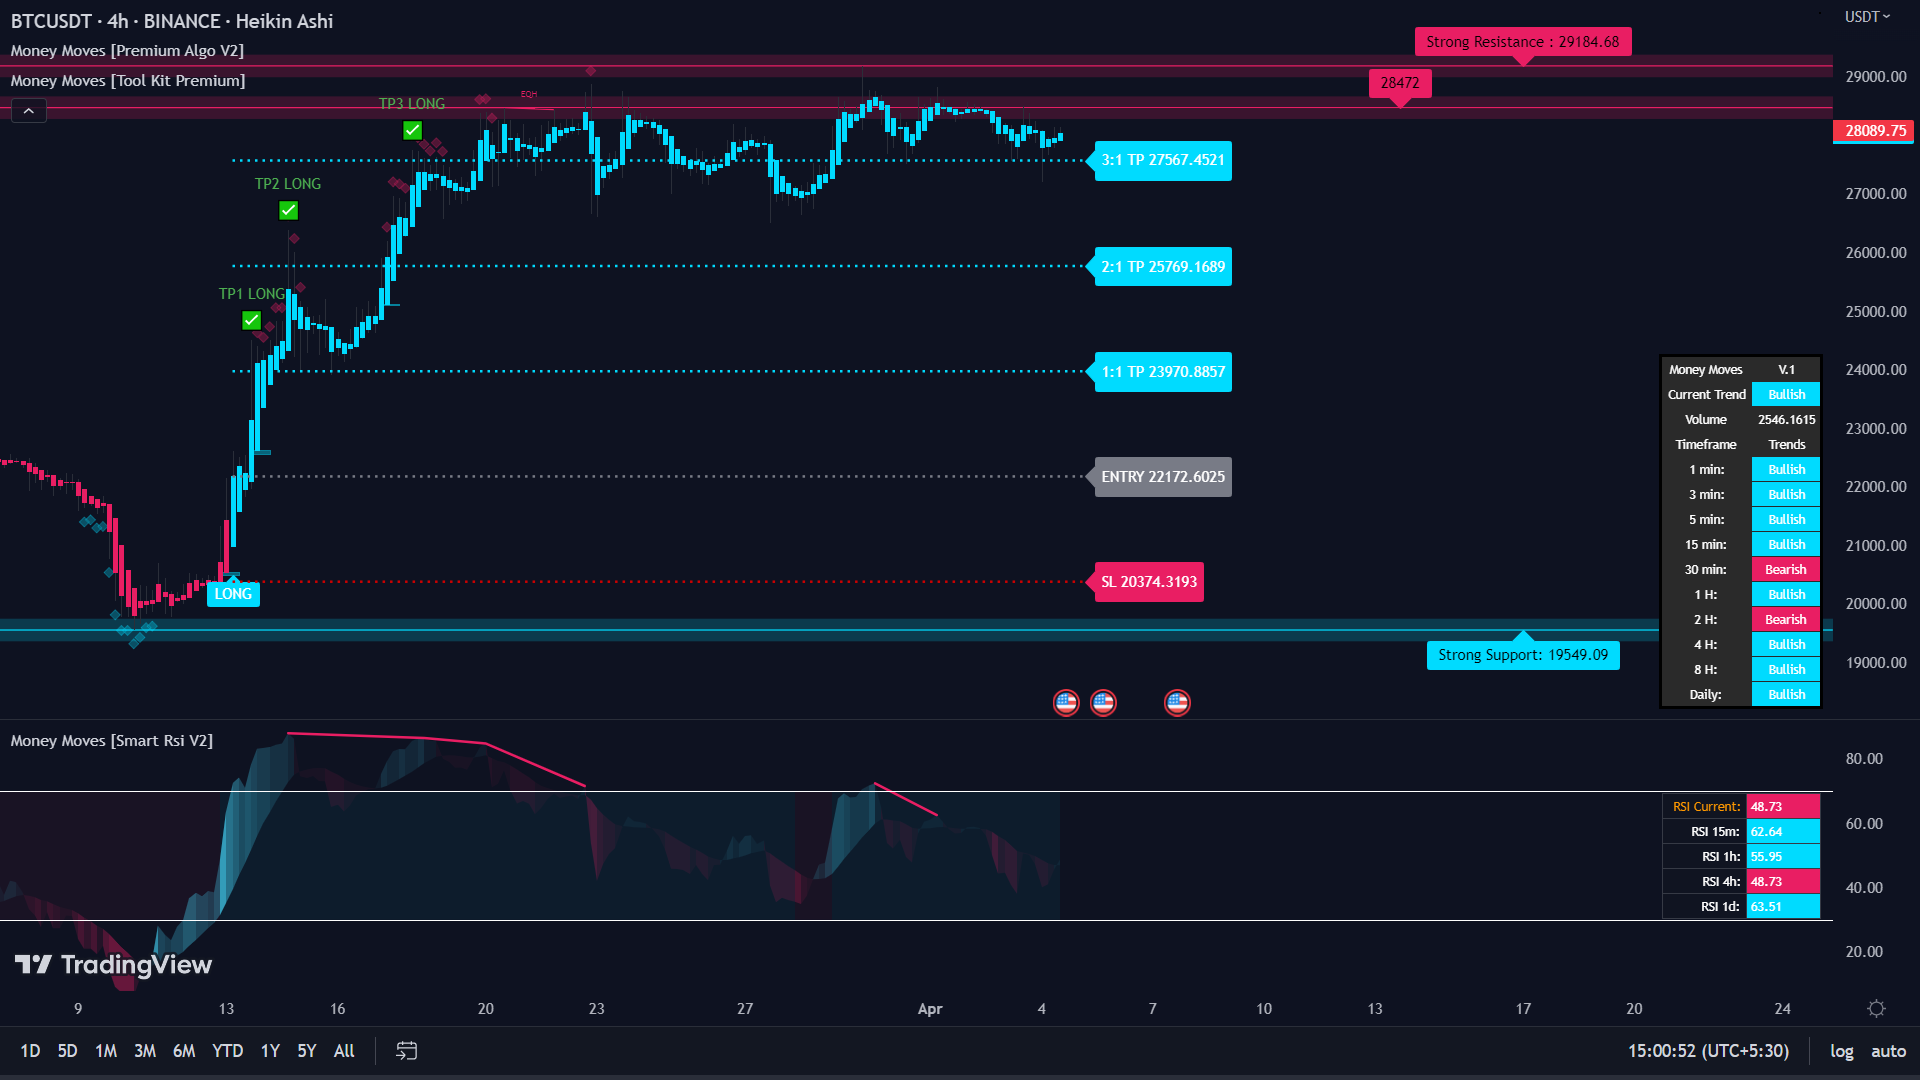 BTCUSDT · 4h · BINANCE · Heikin Ashi
USDT
Money Moves [Premium Algo V2]
Money Moves [Tool Kit Premium]
Strong Resistance : 29184.68
28472
29000.00
28089.75
27000.00
26000.00
25000.00
24000.00
23000.00
22000.00
21000.00
20000.00
19000.00
EQH
TP3 LONG
TP2 LONG
TP1 LONG
LONG
3:1 TP 27567.4521
2:1 TP 25769.1689
1:1 TP 23970.8857
ENTRY 22172.6025
SL 20374.3193
Strong Support: 19549.09
Money Moves V.1
Current Trend Bullish
Volume 2546.1615
Timeframe Trends
1 min: Bullish
3 min: Bullish
5 min: Bullish
15 min: Bullish
30 min: Bearish
1 H: Bullish
2 H: Bearish
4 H: Bullish
8 H: Bullish
Daily: Bullish
Money Moves [Smart Rsi V2]
80.00
60.00
40.00
20.00
RSI Current: 48.73
RSI 15m: 62.64
RSI 1h: 55.95
RSI 4h: 48.73
RSI 1d: 63.51
TradingView
9 13 16 20 23 27 Apr 4 7 10 13 17 20 24
1D 5D 1M 3M 6M YTD 1Y 5Y All
15:00:52 (UTC+5:30) log auto